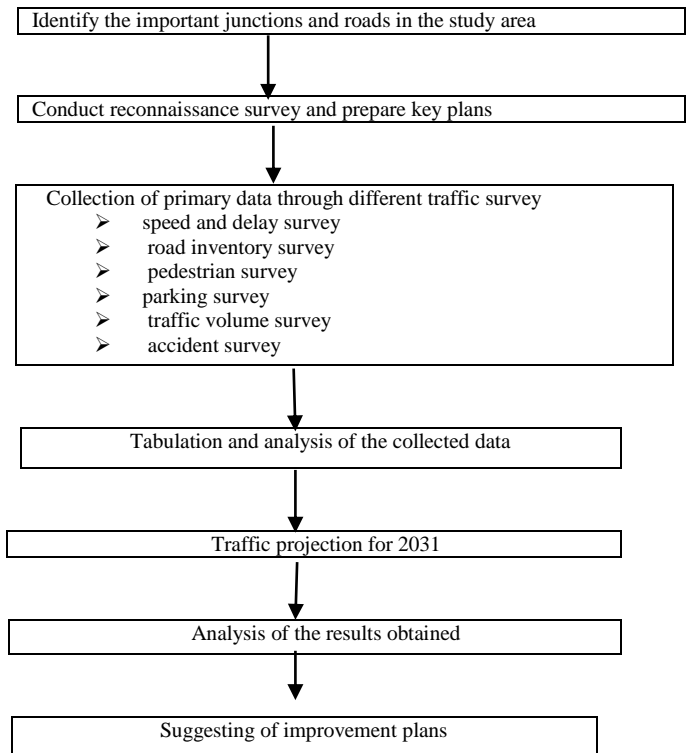 Identify the important junctions and roads in the study area
Conduct reconnaissance survey and prepare key plans
Collection of primary data through different traffic survey
➢ speed and delay survey
➢ road inventory survey
➢ pedestrian survey
➢ parking survey
➢ traffic volume survey
➢ accident survey
Tabulation and analysis of the collected data
Traffic projection for 2031
Analysis of the results obtained
Suggesting of improvement plans